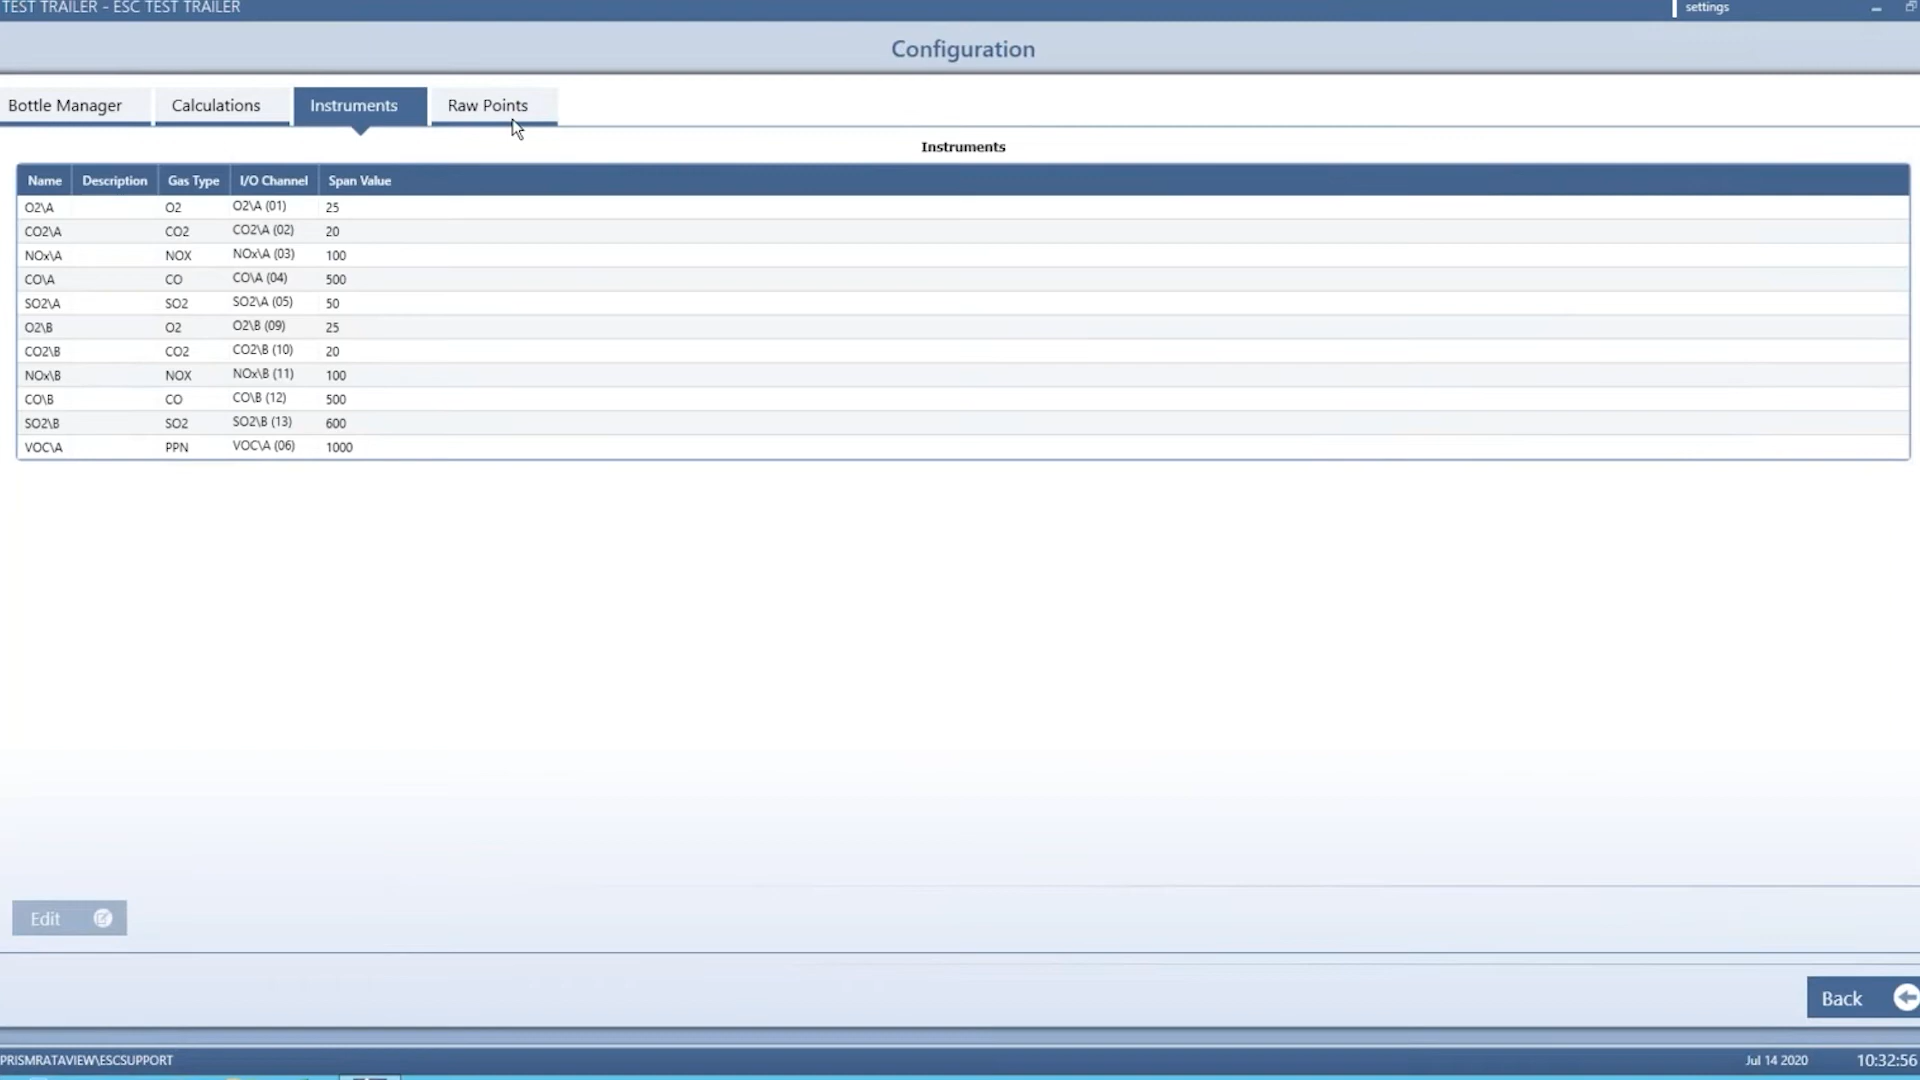 TEST TRAILER - ESC TEST TRAILER settings
Configuration
Bottle Manager Calculations Instruments Raw Points
Instruments
Name Description Gas Type I/O Channel Span Value
O2\A O2 O2\A (01) 25
CO2\A CO2 CO2\A (02) 20
NOx\A NOX NOx\A (03) 100
CO\A CO CO\A (04) 500
SO2\A SO2 SO2\A (05) 50
O2\B O2 O2\B (09) 25
CO2\B CO2 CO2\B (10) 20
NOx\B NOX NOx\B (11) 100
CO\B CO CO\B (12) 500
SO2\B SO2 SO2\B (13) 600
VOC\A PPN VOC\A (06) 1000
Edit
Back
PRISMRATAVIEW\ESCSUPPORT Jul 14 2020 10:32:56